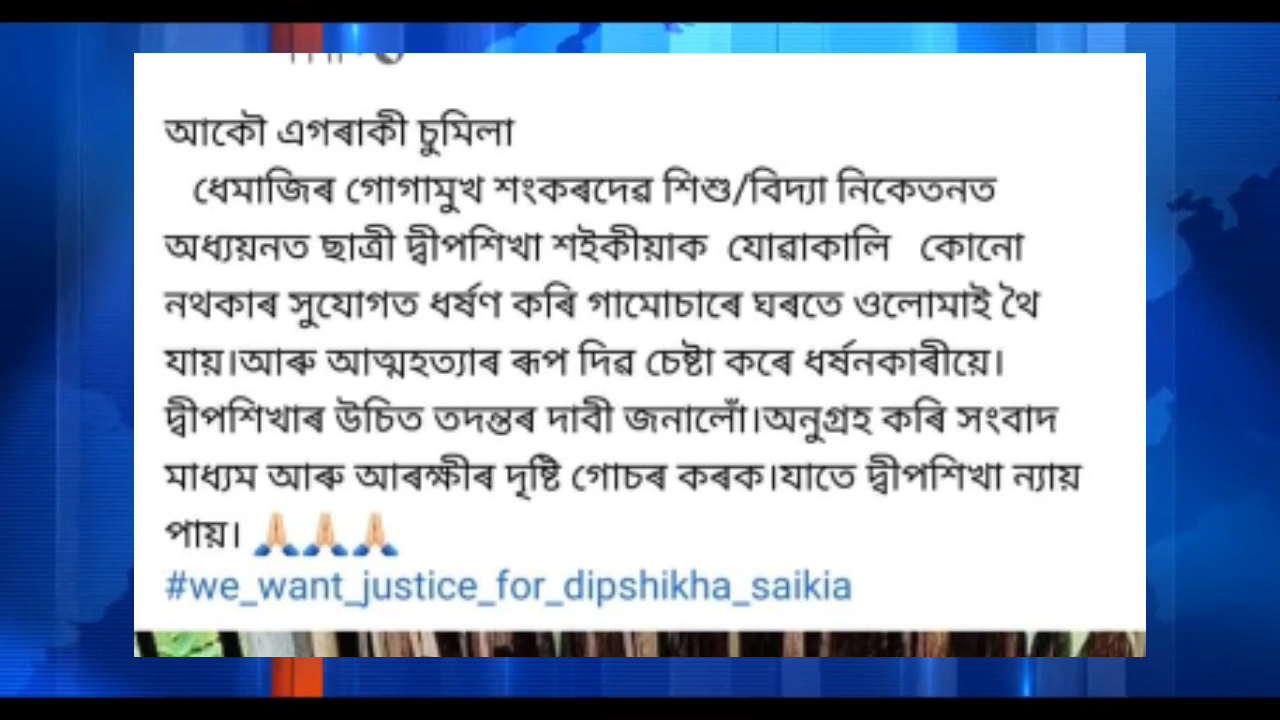 আকৌ এগৰাকী চুমিলা
ধেমাজিৰ গোগামুখ শংকৰদেৱ শিশু/বিদ্যা নিকেতনত
অধ্যয়নত ছাত্ৰী দ্বীপশিখা শইকীয়াক যোৱাকালি কোনো
নথকাৰ সুযোগত ধৰ্ষণ কৰি গামোচাৰে ঘৰতে ওলোমাই থৈ
যায়।আৰু আত্মহত্যাৰ ৰূপ দিৱ চেষ্টা কৰে ধৰ্ষনকাৰীয়ে।
দ্বীপশিখাৰ উচিত তদন্তৰ দাবী জনালোঁ।অনুগ্ৰহ কৰি সংবাদ
মাধ্যম আৰু আৰক্ষীৰ দৃষ্টি গোচৰ কৰক।যাতে দ্বীপশিখা ন্যায়
পায়। 🙏🏼🙏🏼🙏🏼
#we_want_justice_for_dipshikha_saikia